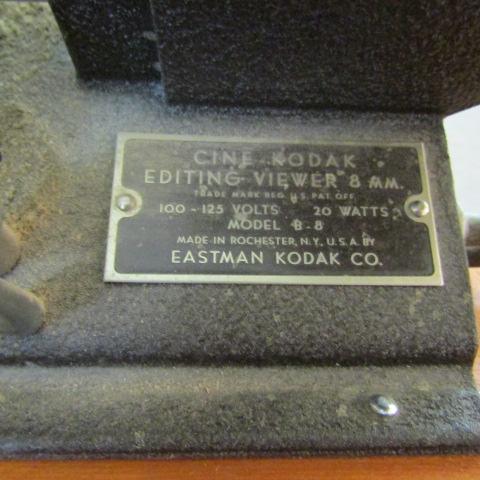 CINE-KODAK
EDITING VIEWER 8 MM.
TRADE MARK REG. U.S. PAT. OFF.
100-125 VOLTS 20 WATTS
MODEL B-8
MADE IN ROCHESTER, N.Y., U.S.A. BY
EASTMAN KODAK CO.